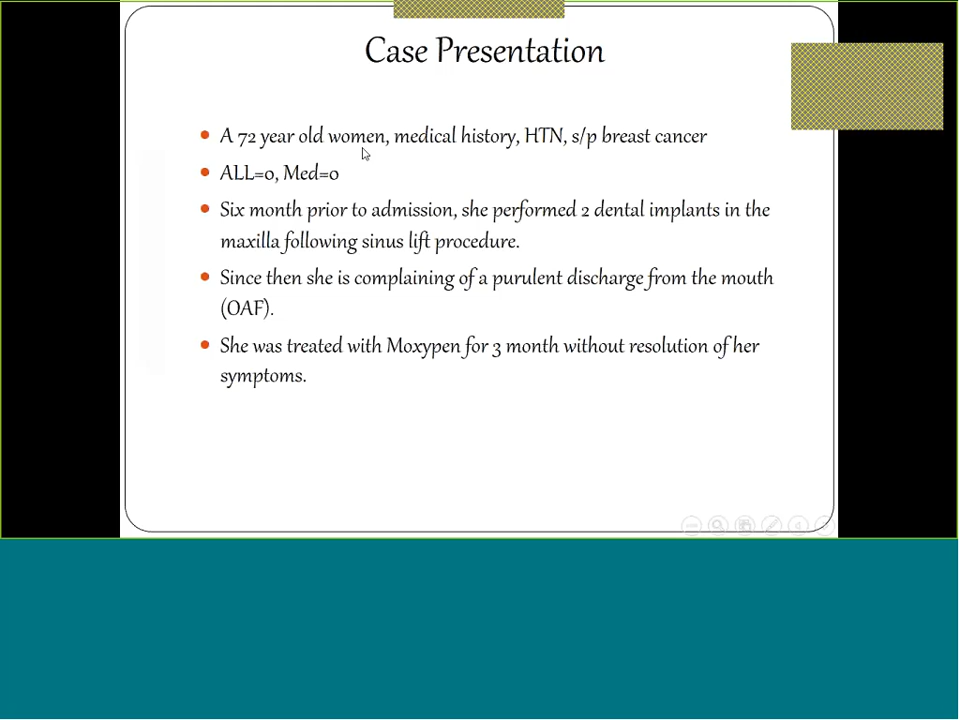 Case Presentation
A 72 year old women, medical history, HTN, s/p breast cancer
ALL=0, Med=0
Six month prior to admission, she performed 2 dental implants in the
maxilla following sinus lift procedure.
Since then she is complaining of a purulent discharge from the mouth
(OAF).
She was treated with Moxypen for 3 month without resolution of her
symptoms.